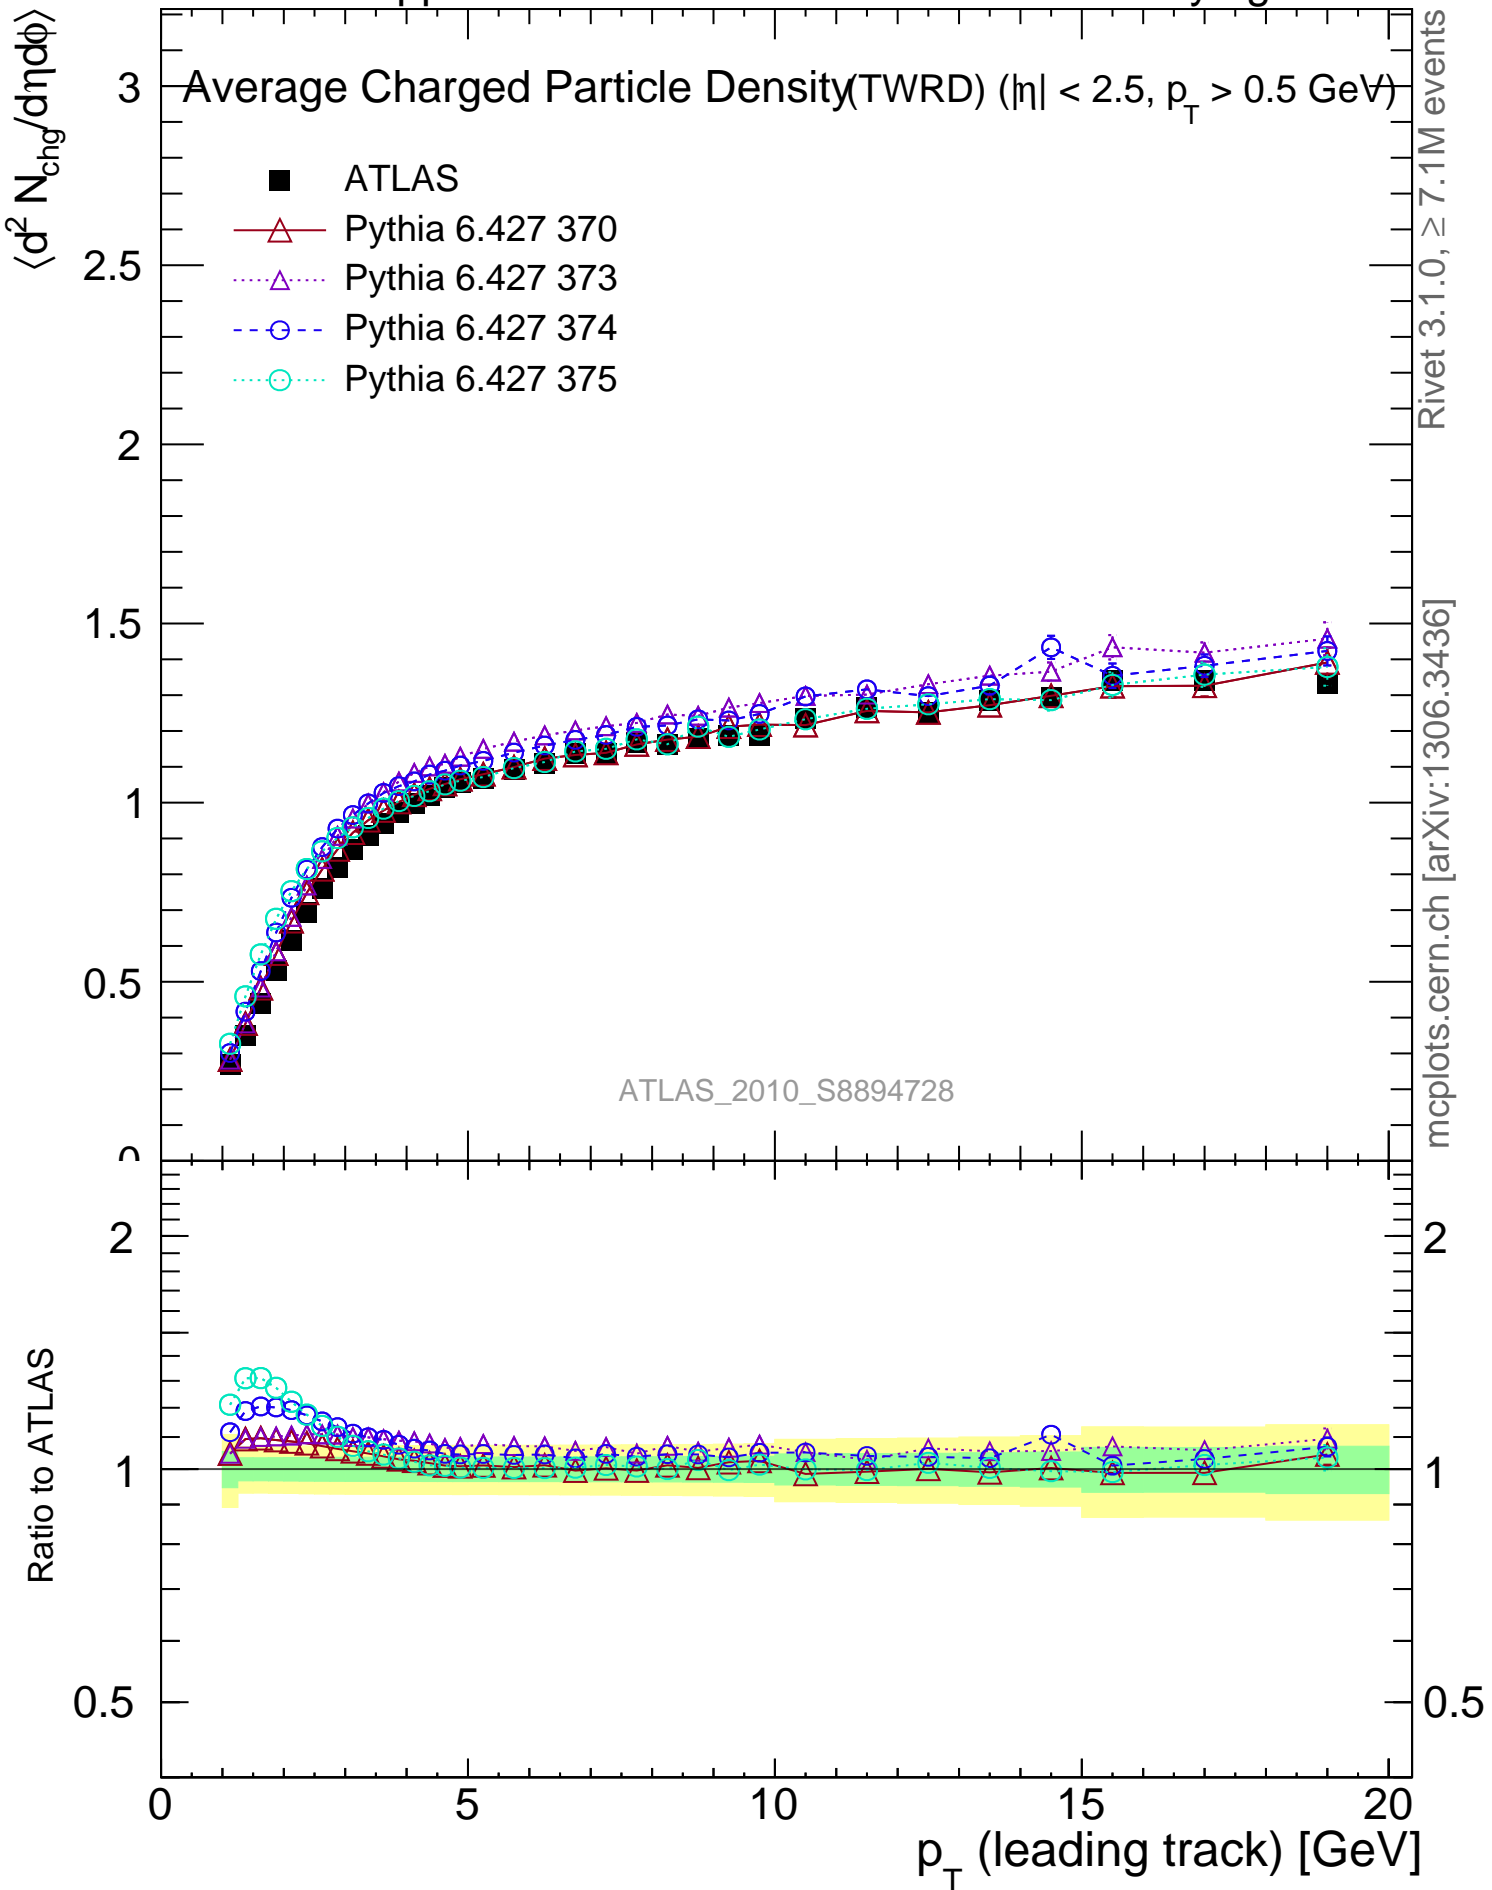 Average Charged Particle Density (TWRD) (|η| < 2.5, p_T > 0.5 GeV)
⟨d² N_chg/dηdφ⟩
ATLAS
Pythia 6.427 370
Pythia 6.427 373
Pythia 6.427 374
Pythia 6.427 375
3
2.5
2
1.5
1
0.5
0
ATLAS_2010_S8894728
Rivet 3.1.0, ≥ 7.1M events
mcplots.cern.ch [arXiv:1306.3436]
Ratio to ATLAS
2
1
0.5
2
1
0.5
0 5 10 15 20
p_T (leading track) [GeV]